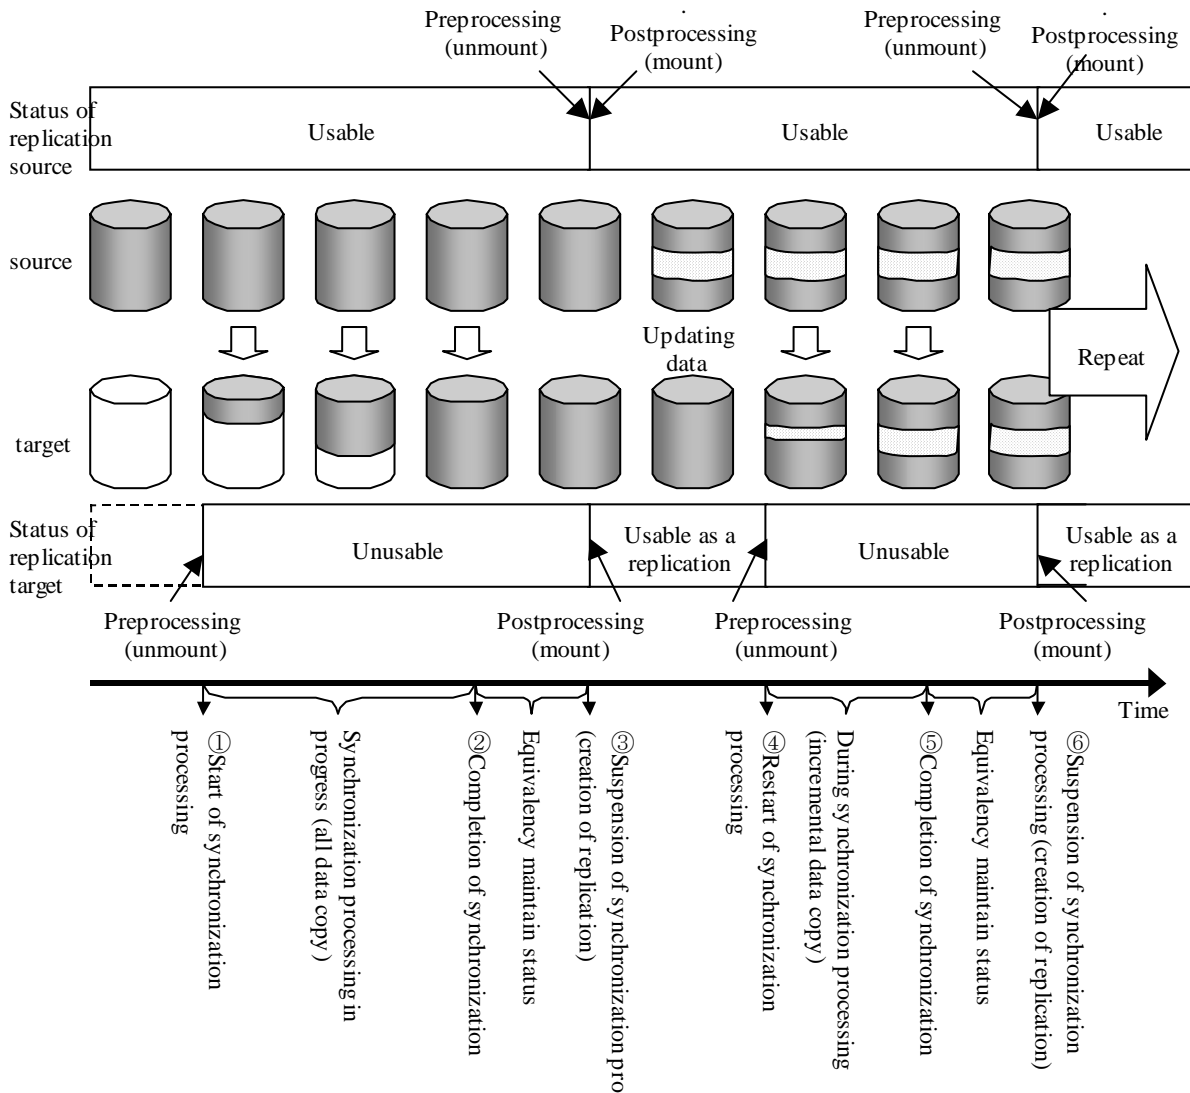 Preprocessing
(unmount)
Postprocessing
(mount)
Preprocessing
(unmount)
Postprocessing
(mount)
Status of
replication
source
Usable
Usable
Usable
source
Updating
data
Repeat
target
Status of
replication
target
Unusable
Usable as a
replication
Unusable
Usable as a
replication
Preprocessing
(unmount)
Postprocessing
(mount)
Preprocessing
(unmount)
Postprocessing
(mount)
Time
①Start of synchronization
processing
Synchronization processing in
progress (all data copy)
②Completion of synchronization
Equivalency maintain status
③Suspension of synchronization pro
(creation of replication)
④Restart of synchronization
processing
During synchronization processing
(incremental data copy)
⑤Completion of synchronization
Equivalency maintain status
⑥Suspension of synchronization
processing (creation of replication)